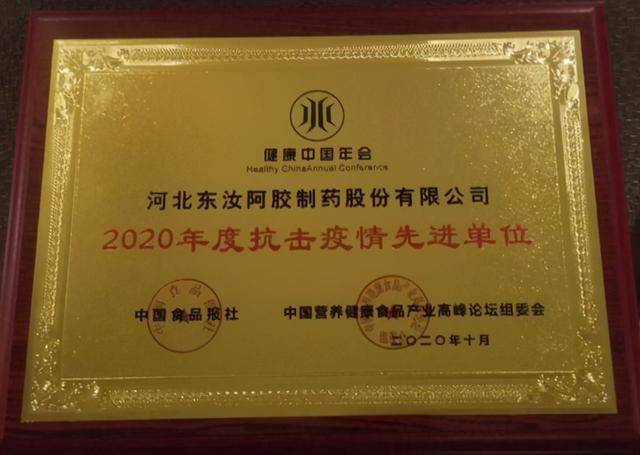 健康中国年会
Healthy ChinaAnnual Conference
河北东汝阿胶制药股份有限公司
2020年度抗击疫情先进单位
中国食品报社
中国营养健康食品产业高峰论坛组委会
二〇二〇年十月